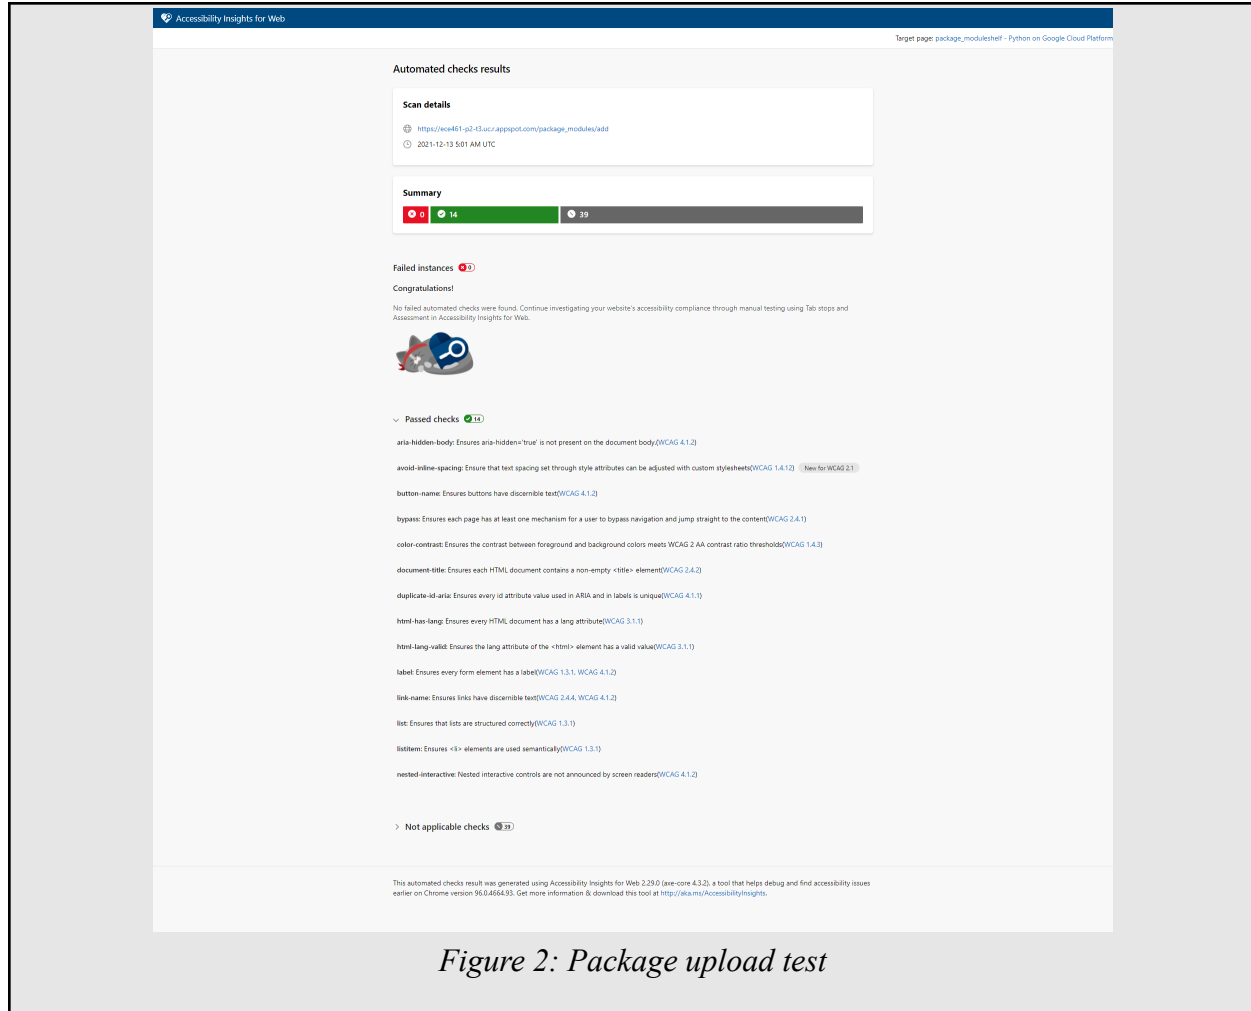 Accessibility Insights for Web
Target page: package_moduleshelf - Python on Google Cloud Platform
Automated checks results
Scan details
https://ece461-p2-t3.uc.r.appspot.com/package_modules/add
2021-12-13 5:01 AM UTC
Summary
0 14 39
Failed instances 0
Congratulations!
No failed automated checks were found. Continue investigating your website's accessibility compliance through manual testing using Tab stops and
Assessment in Accessibility Insights for Web.
Passed checks 14
aria-hidden-body: Ensures aria-hidden='true' is not present on the document body.(WCAG 4.1.2)
avoid-inline-spacing: Ensure that text spacing set through style attributes can be adjusted with custom stylesheets(WCAG 1.4.12) New for WCAG 2.1
button-name: Ensures buttons have discernible text(WCAG 4.1.2)
bypass: Ensures each page has at least one mechanism for a user to bypass navigation and jump straight to the content(WCAG 2.4.1)
color-contrast: Ensures the contrast between foreground and background colors meets WCAG 2 AA contrast ratio thresholds(WCAG 1.4.3)
document-title: Ensures each HTML document contains a non-empty <title> element(WCAG 2.4.2)
duplicate-id-aria: Ensures every id attribute value used in ARIA and in labels is unique(WCAG 4.1.1)
html-has-lang: Ensures every HTML document has a lang attribute(WCAG 3.1.1)
html-lang-valid: Ensures the lang attribute of the <html> element has a valid value(WCAG 3.1.1)
label: Ensures every form element has a label(WCAG 1.3.1, WCAG 4.1.2)
link-name: Ensures links have discernible text(WCAG 2.4.4, WCAG 4.1.2)
list: Ensures that lists are structured correctly(WCAG 1.3.1)
listitem: Ensures <li> elements are used semantically(WCAG 1.3.1)
nested-interactive: Nested interactive controls are not announced by screen readers(WCAG 4.1.2)
Not applicable checks 39
This automated checks result was generated using Accessibility Insights for Web 2.29.0 (axe-core 4.3.2), a tool that helps debug and find accessibility issues
earlier on Chrome version 96.0.4664.93. Get more information & download this tool at http://aka.ms/AccessibilityInsights.
Figure 2: Package upload test